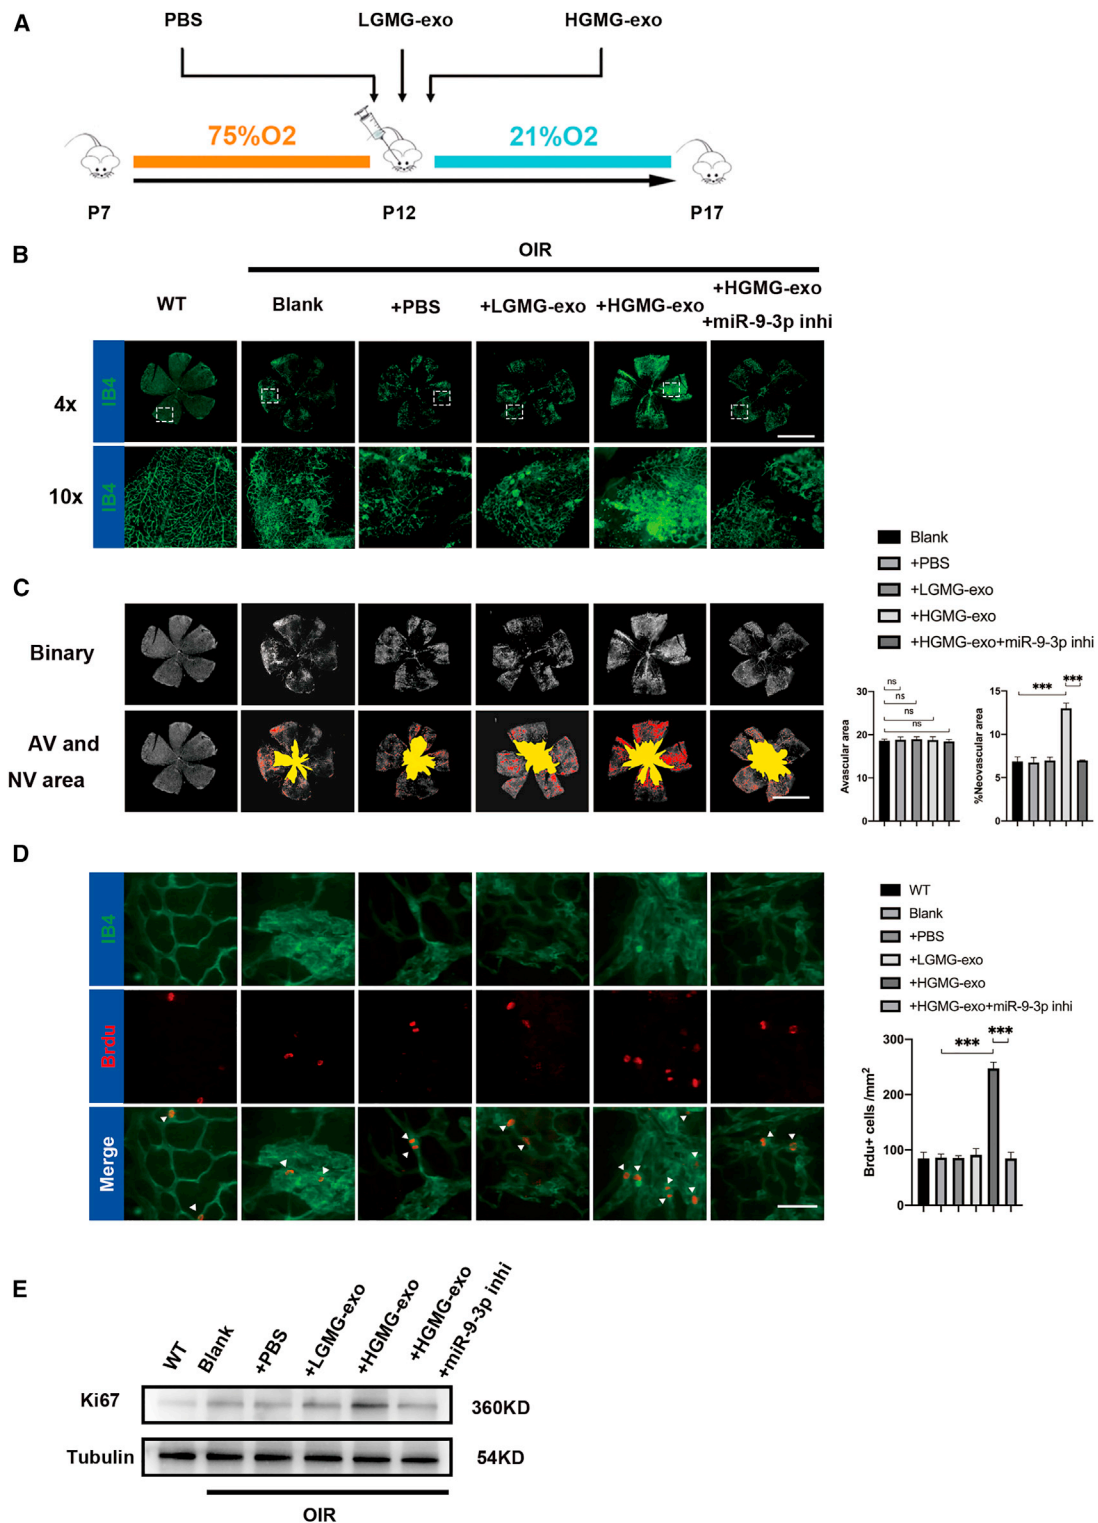 A
PBS
LGMG-exo
HGMG-exo
75%O2
21%O2
P7
P12
P17
B
OIR
WT
Blank
+PBS
+LGMG-exo
+HGMG-exo
+HGMG-exo
+miR-9-3p inhi
4x
IB4
10x
IB4
C
Binary
AV and
NV area
Blank
+PBS
+LGMG-exo
+HGMG-exo
+HGMG-exo+miR-9-3p inhi
Avascular area
30
20
10
0
ns
ns
ns
ns
%Neovascular area
15
10
5
0
***
***
D
IB4
Brdu
Merge
WT
Blank
+PBS
+LGMG-exo
+HGMG-exo
+HGMG-exo+miR-9-3p inhi
Brdu+ cells /mm²
300
200
100
0
***
***
E
WT
Blank
+PBS
+LGMG-exo
+HGMG-exo
+HGMG-exo
+miR-9-3p inhi
Ki67
360KD
Tubulin
54KD
OIR